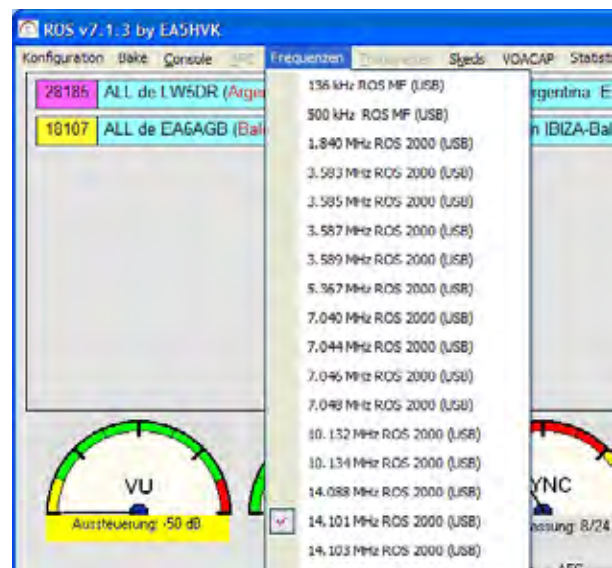 ROS v7.1.3 by EA5HVK
Konfiguration Bake Console Frequenzen Skeds VOACAP Statisti
28185 ALL de LW6DR (Argen rgentina E
18107 ALL de EA6AGB (Bale n IBIZA-Bal
136 kHz ROS MF (USB)
500 kHz ROS MF (USB)
1.840 MHz ROS 2000 (USB)
3.583 MHz ROS 2000 (USB)
3.585 MHz ROS 2000 (USB)
3.587 MHz ROS 2000 (USB)
3.589 MHz ROS 2000 (USB)
5.367 MHz ROS 2000 (USB)
7.040 MHz ROS 2000 (USB)
7.044 MHz ROS 2000 (USB)
7.046 MHz ROS 2000 (USB)
7.048 MHz ROS 2000 (USB)
10.132 MHz ROS 2000 (USB)
10.134 MHz ROS 2000 (USB)
14.088 MHz ROS 2000 (USB)
14.101 MHz ROS 2000 (USB)
14.103 MHz ROS 2000 (USB)
VU
Aussteuerung: -50 dB
YNC
assung: 8/24